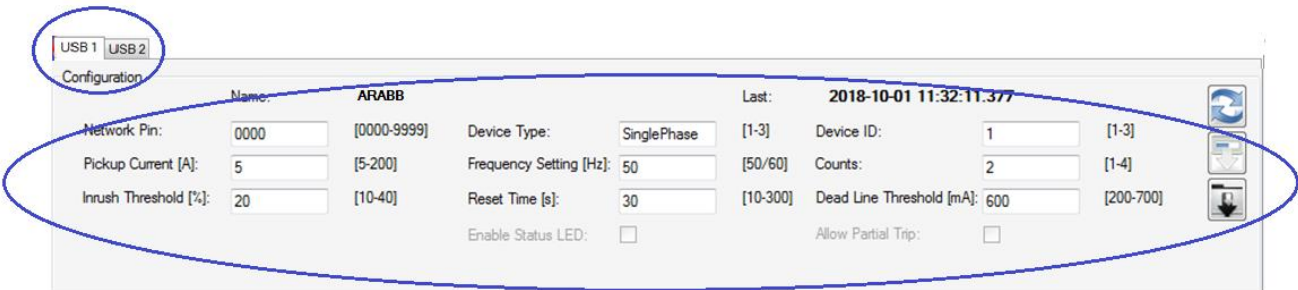 USB 1 USB 2
Configuration
Name: ARABB Last: 2018-10-01 11:32:11.377
Network Pin: 0000 [0000-9999] Device Type: SinglePhase [1-3] Device ID: 1 [1-3]
Pickup Current [A]: 5 [5-200] Frequency Setting [Hz]: 50 [50/60] Counts: 2 [1-4]
Inrush Threshold [%]: 20 [10-40] Reset Time [s]: 30 [10-300] Dead Line Threshold [mA]: 600 [200-700]
Enable Status LED: Allow Partial Trip: